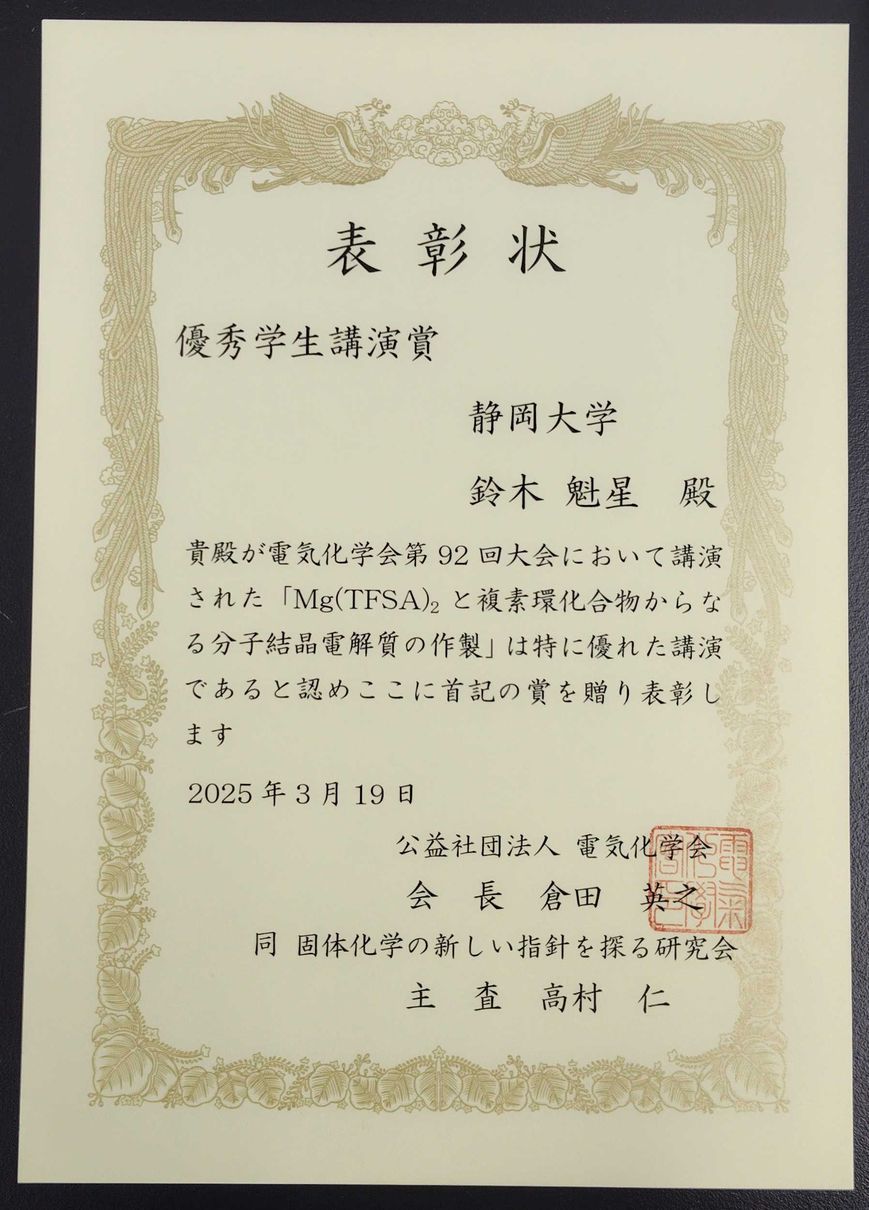 表彰状
優秀学生講演賞
静岡大学
鈴木 魁星 殿
貴殿が電気化学会第 92 回大会において講演
された「Mg(TFSA)₂ と複素環化合物からな
る分子結晶電解質の作製」は特に優れた講演
であると認めここに首記の賞を贈り表彰し
ます
2025 年 3 月 19 日
公益社団法人 電気化学会
会 長 倉田 英之
同 固体化学の新しい指針を探る研究会
主 査 高村 仁